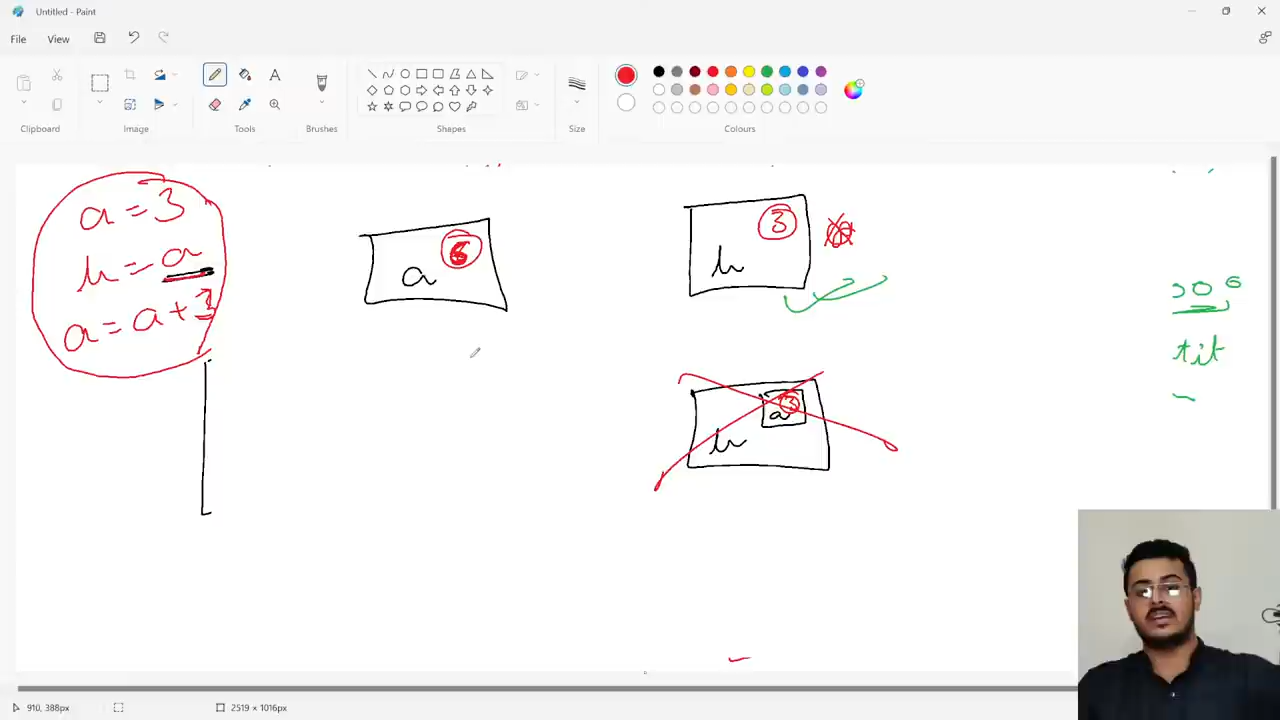 Untitled - Paint
File
View
Clipboard
Image
Tools
Brushes
Shapes
Size
Colours
a = 3
u = a
a = a + 3
a 6
u 3
u a 3
tit
910, 388px
2519 × 1016px